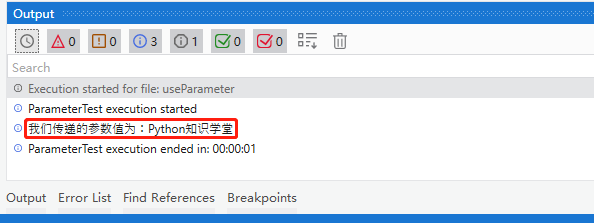 Output
0 0 3 1 0 0
Search
Execution started for file: useParameter
ParameterTest execution started
我们传递的参数值为：Python知识学堂
ParameterTest execution ended in: 00:00:01
Output Error List Find References Breakpoints